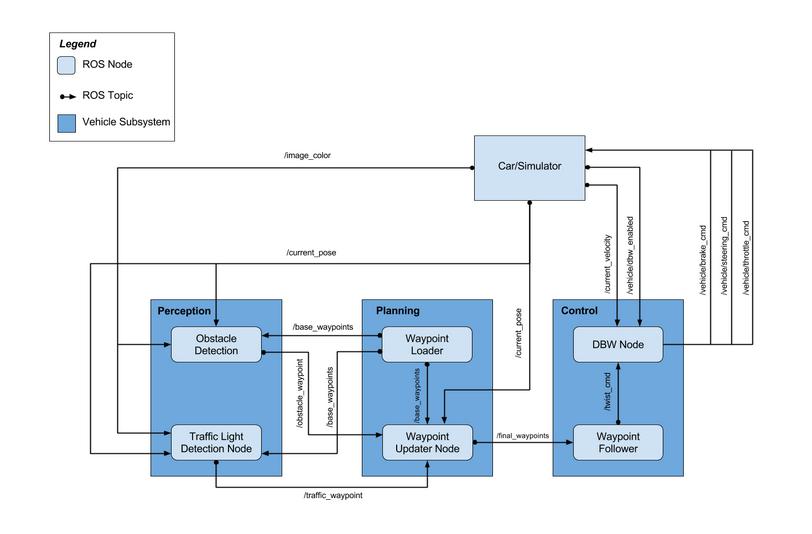 Legend
ROS Node
ROS Topic
Vehicle Subsystem
/image_color
Car/Simulator
/current_pose
/current_velocity
/vehicle/dbw_enabled
/vehicle/brake_cmd
/vehicle/steering_cmd
/vehicle/throttle_cmd
Perception
Obstacle
Detection
Traffic Light
Detection Node
/base_waypoints
/obstacle_waypoint
/base_waypoints
/traffic_waypoint
Planning
Waypoint
Loader
/base_waypoints
Waypoint
Updater Node
/current_pose
/final_waypoints
Control
DBW Node
/twist_cmd
Waypoint
Follower